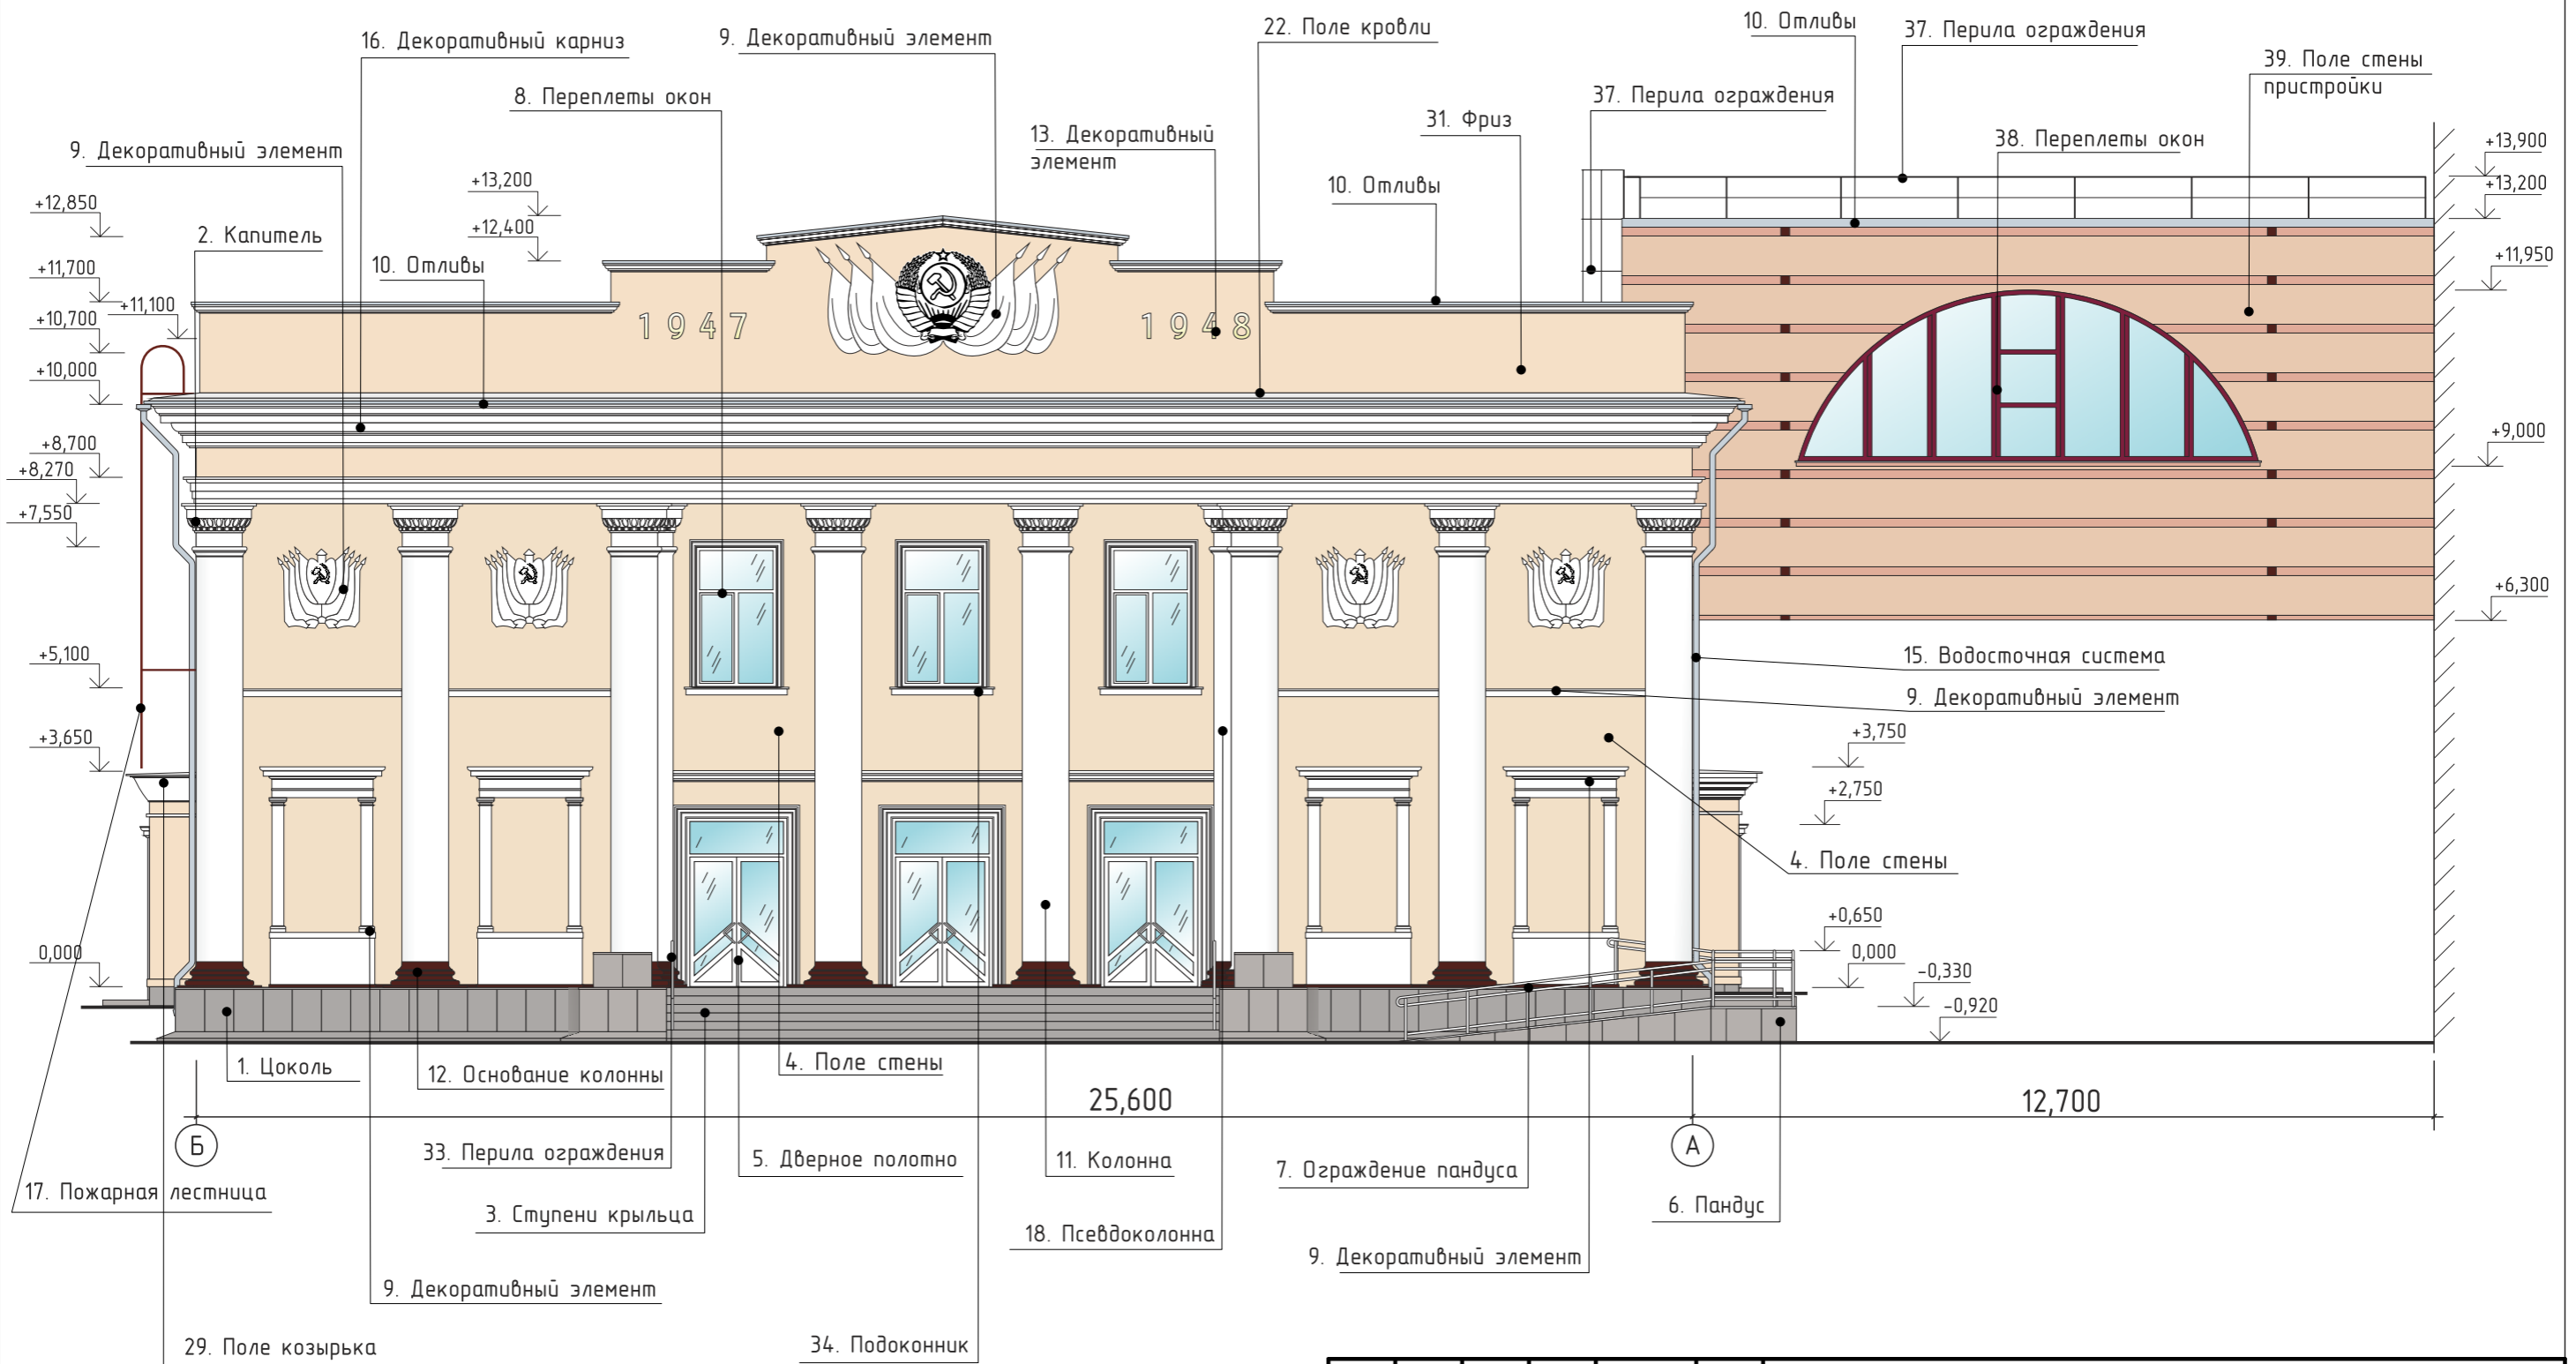 10. Отливы
22. Поле кровли
37. Перила ограждения
16. Декоративный карниз
9. Декоративный элемент
39. Поле стены
пристройки
8. Переплеты окон
37. Перила ограждения
31. Фриз
13. Декоративный
элемент
38. Переплеты окон
+13,900
9. Декоративный элемент
+13,200
10. Отливы
+13,200
+12,850
+12,400
2. Капитель
+11,950
+11,700
10. Отливы
+11,100
+10,700
1947
1948
+10,000
+8,700
+9,000
+8,270
+7,550
+6,300
+5,100
15. Водосточная система
9. Декоративный элемент
+3,650
+3,750
+2,750
4. Поле стены
+0,650
0,000
0,000
-0,330
-0,920
1. Цоколь
12. Основание колонны
4. Поле стены
25,600
12,700
Б
А
33. Перила ограждения
5. Дверное полотно
11. Колонна
7. Ограждение пандуса
17. Пожарная лестница
6. Пандус
3. Ступени крыльца
18. Псевдоколонна
9. Декоративный элемент
9. Декоративный элемент
34. Подоконник
29. Поле козырька